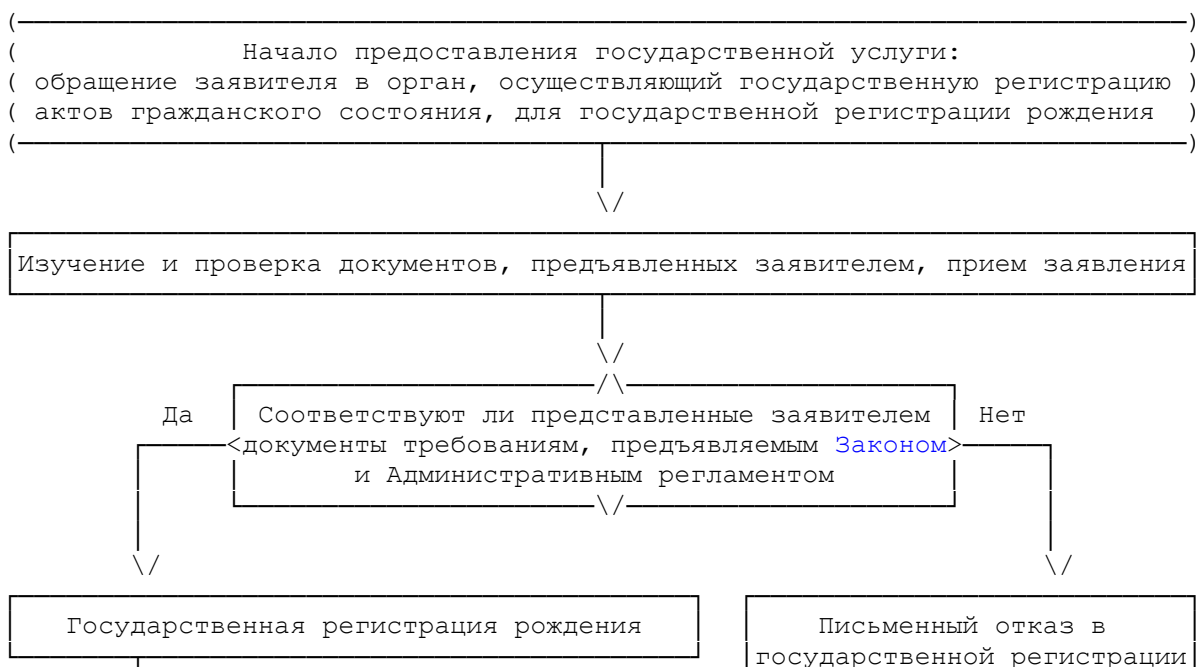 Начало предоставления государственной услуги:
обращение заявителя в орган, осуществляющий государственную регистрацию
актов гражданского состояния, для государственной регистрации рождения
Изучение и проверка документов, предъявленных заявителем, прием заявления
Да
Соответствуют ли представленные заявителем
документы требованиям, предъявляемым Законом
и Административным регламентом
Нет
Государственная регистрация рождения
Письменный отказ в
государственной регистрации